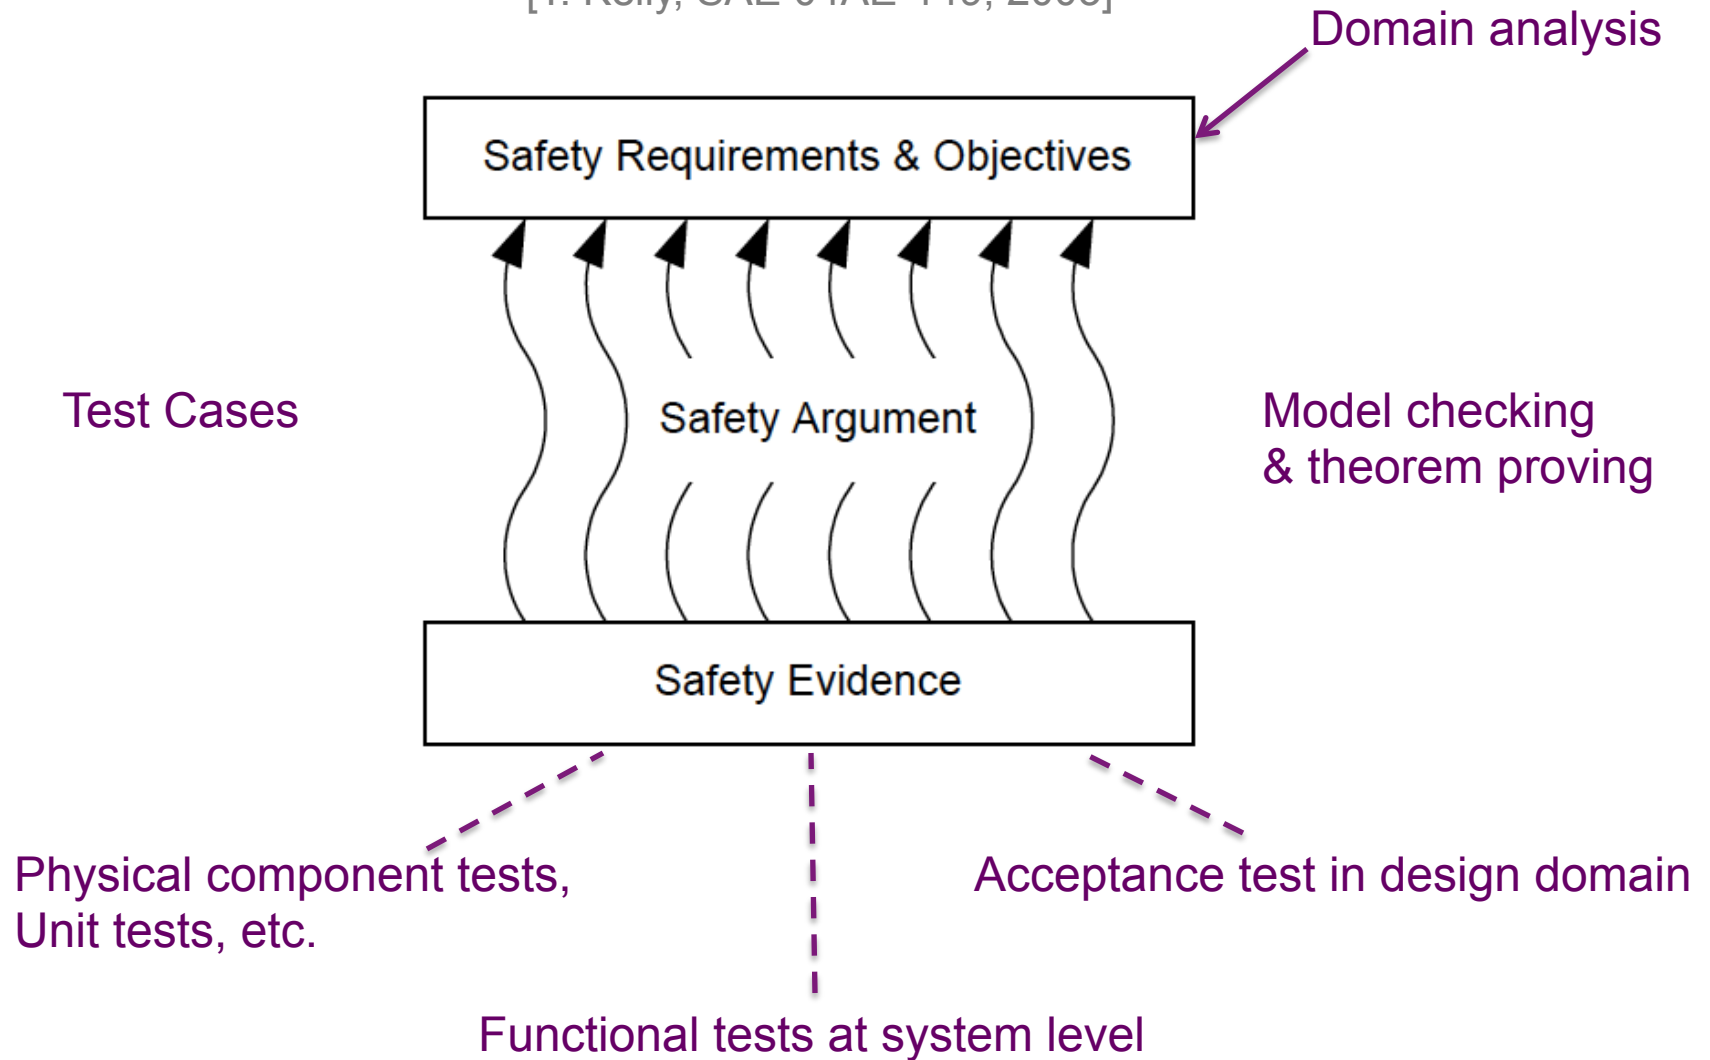 Domain analysis
Safety Requirements & Objectives
Test Cases
Safety Argument
Model checking
& theorem proving
Safety Evidence
Physical component tests,
Unit tests, etc.
Acceptance test in design domain
Functional tests at system level